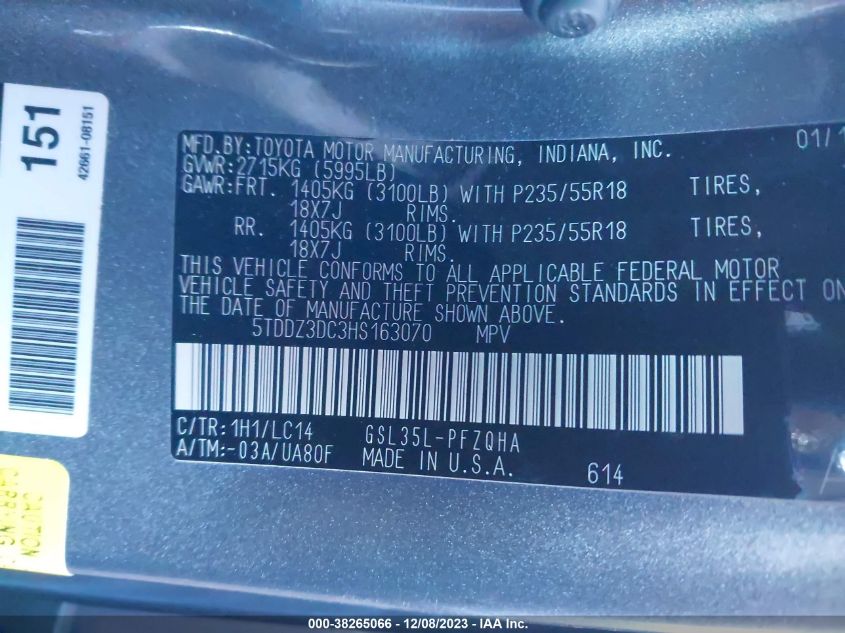 151
42661-08151
MFD.BY:TOYOTA MOTOR MANUFACTURING, INDIANA, INC. 01/1
GVWR:2715KG (5995LB)
GAWR:FRT. 1405KG (3100LB) WITH P235/55R18 TIRES,
18X7J RIMS.
RR. 1405KG (3100LB) WITH P235/55R18 TIRES,
18X7J RIMS.
THIS VEHICLE CONFORMS TO ALL APPLICABLE FEDERAL MOTOR
VEHICLE SAFETY AND THEFT PREVENTION STANDARDS IN EFFECT ON
THE DATE OF MANUFACTURE SHOWN ABOVE.
5TDDZ3DC3HS163070 MPV
C/TR:1H1/LC14 GSL35L-PFZQHA
A/TM:-03A/UA80F MADE IN U.S.A. 614
CAUTION
000-38265066 - 12/08/2023 - IAA Inc.